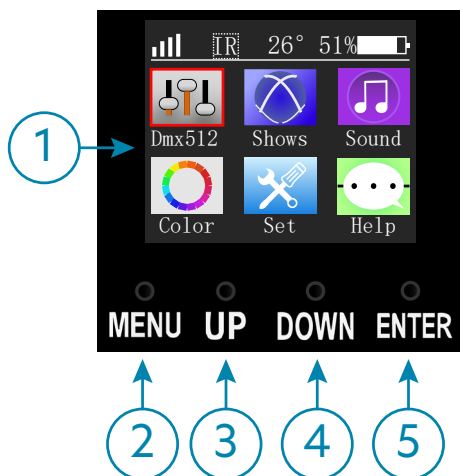 IR 26° 51%
Dmx512 Shows Sound
Color Set Help
1
MENU UP DOWN ENTER
2 3 4 5